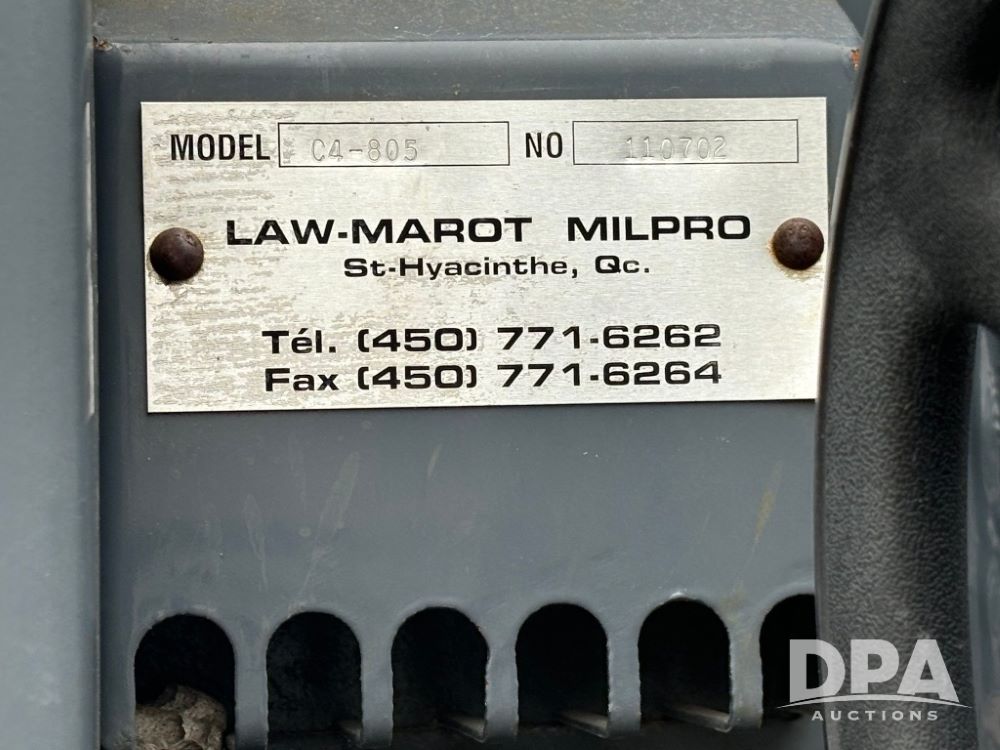 MODEL C4-805 NO 110702
LAW-MAROT MILPRO
St-Hyacinthe, Qc.
Tél. (450) 771-6262
Fax (450) 771-6264
DPA
AUCTIONS